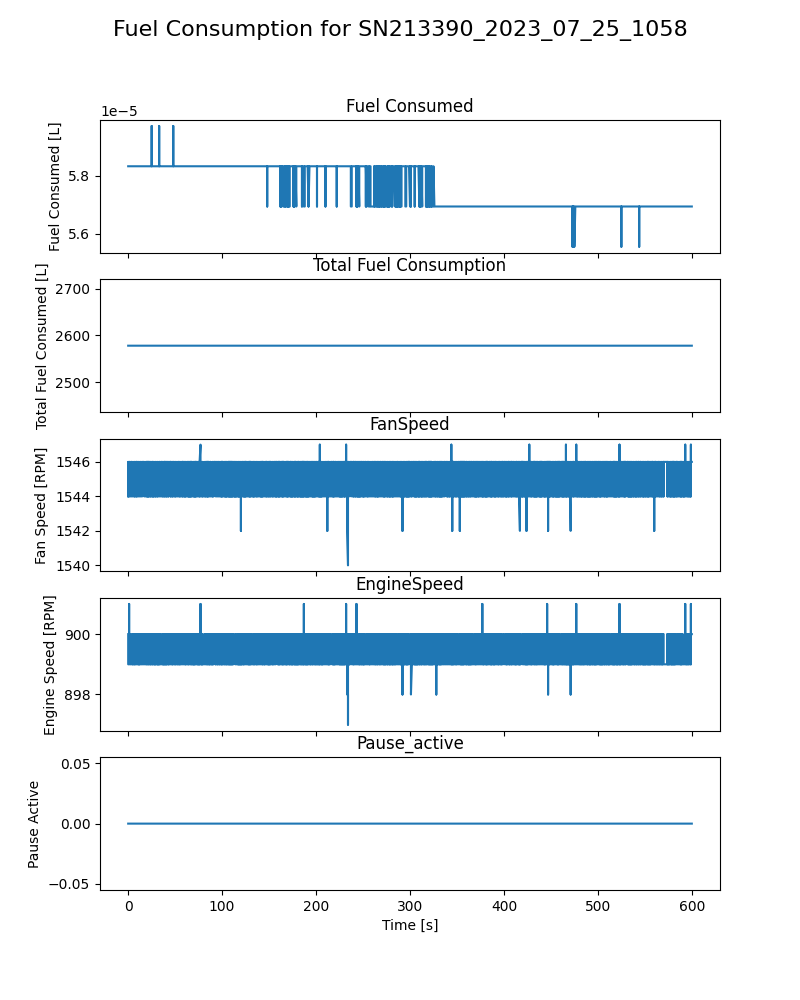 Fuel Consumption for SN213390_2023_07_25_1058
Fuel Consumed
1e−5
Fuel Consumed [L]
5.8
5.6
Total Fuel Consumption
Total Fuel Consumed [L]
2700
2600
2500
FanSpeed
Fan Speed [RPM]
1546
1544
1542
1540
EngineSpeed
Engine Speed [RPM]
900
898
Pause_active
Pause Active
0.05
0.00
−0.05
0 100 200 300 400 500 600
Time [s]